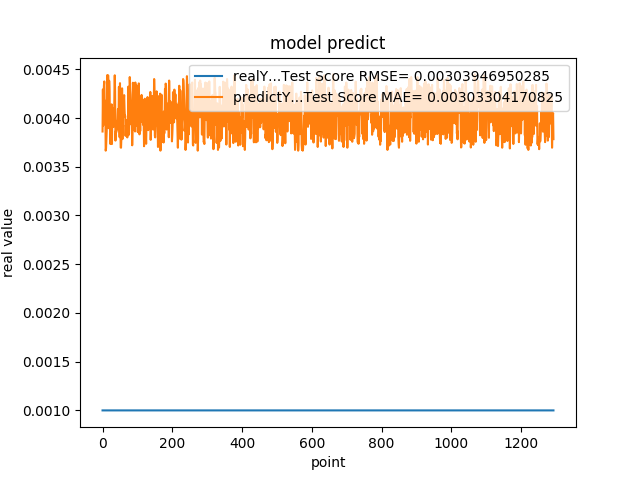 model predict
realY...Test Score RMSE= 0.00303946950285
predictY...Test Score MAE= 0.00303304170825
0.0045
0.0040
0.0035
0.0030
0.0025
0.0020
0.0015
0.0010
real value
0 200 400 600 800 1000 1200
point